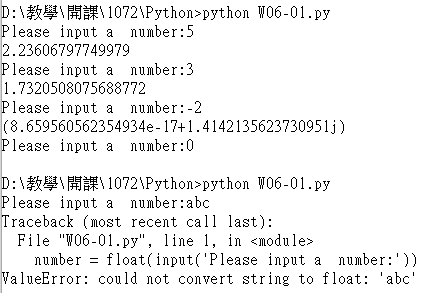 D:\教學\開課\1072\Python>python W06-01.py
Please input a  number:5
2.23606797749979
Please input a  number:3
1.7320508075688772
Please input a  number:-2
(8.659560562354934e-17+1.4142135623730951j)
Please input a  number:0
D:\教學\開課\1072\Python>python W06-01.py
Please input a  number:abc
Traceback (most recent call last):
  File "W06-01.py", line 1, in <module>
    number = float(input('Please input a  number:'))
ValueError: could not convert string to float: 'abc'